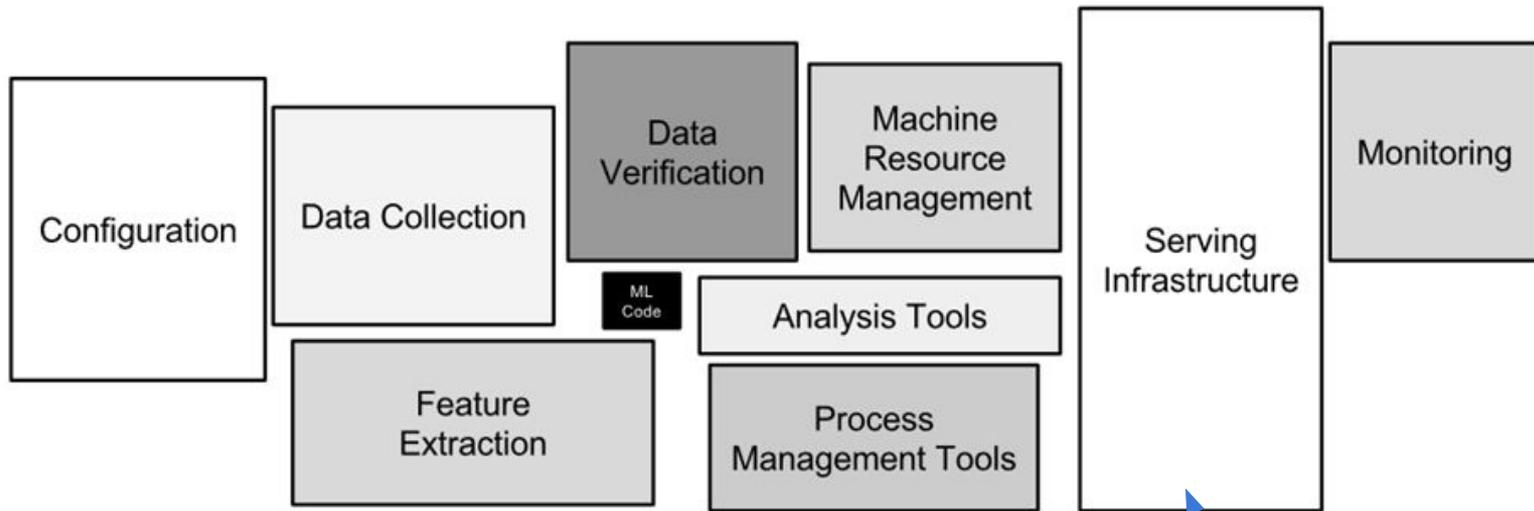 Configuration
Data Collection
Data
Verification
Machine
Resource
Management
Monitoring
ML
Code
Analysis Tools
Serving
Infrastructure
Feature
Extraction
Process
Management Tools